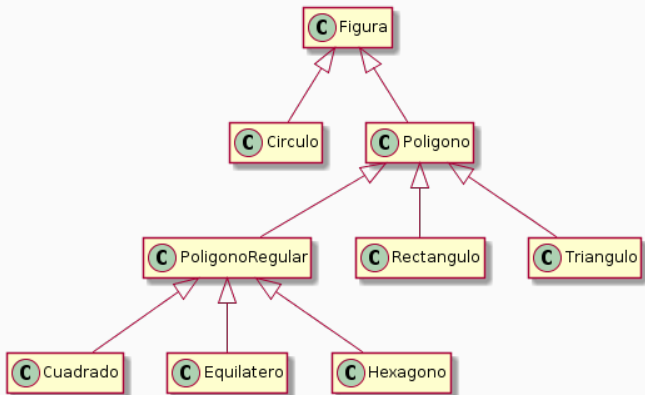 C Figura
C Circulo
C Poligono
C PoligonoRegular
C Rectangulo
C Triangulo
C Cuadrado
C Equilatero
C Hexagono